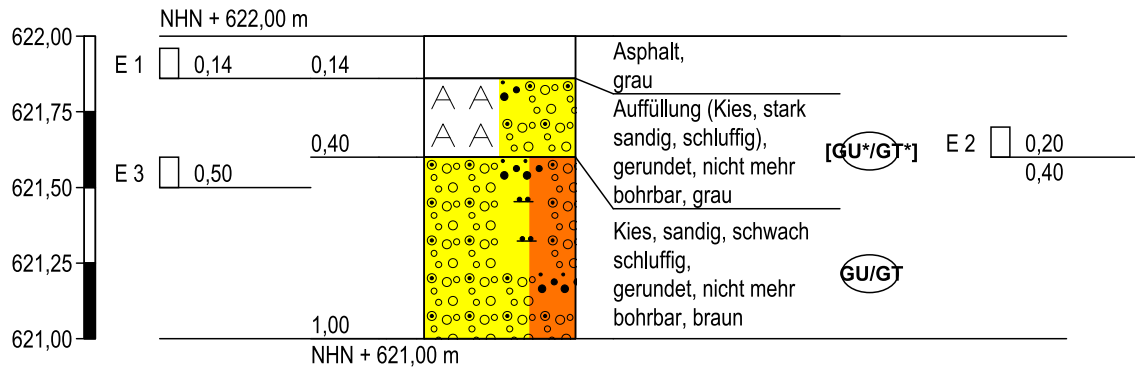 NHN + 622,00 m
622,00
621,75
621,50
621,25
621,00
E 1 0,14 0,14
E 3 0,50
0,40
1,00
NHN + 621,00 m
A A
A A
Asphalt,
grau
Auffüllung (Kies, stark
sandig, schluffig),
gerundet, nicht mehr
bohrbar, grau
Kies, sandig, schwach
schluffig,
gerundet, nicht mehr
bohrbar, braun
[GU*/GT*]
GU/GT
E 2 0,20
0,40